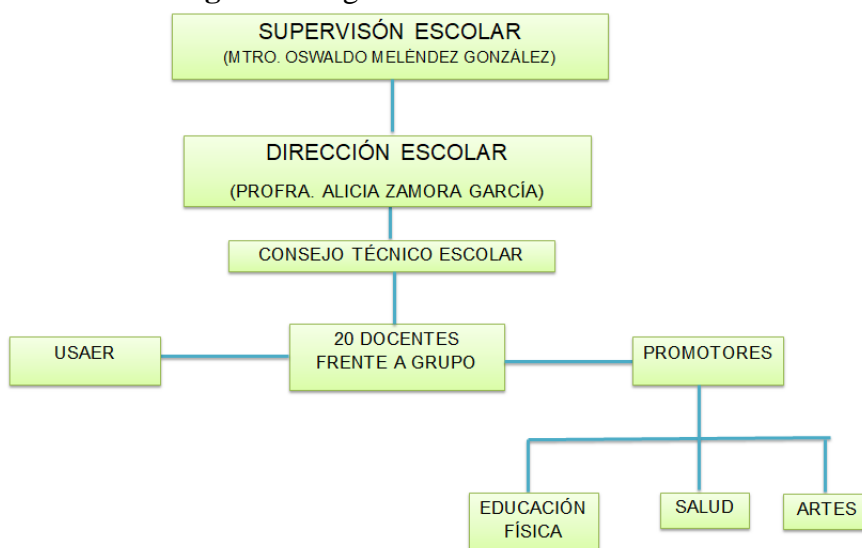 SUPERVISÓN ESCOLAR
(MTRO. OSWALDO MELÉNDEZ GONZÁLEZ)
DIRECCIÓN ESCOLAR
(PROFRA. ALICIA ZAMORA GARCÍA)
CONSEJO TÉCNICO ESCOLAR
USAER
20 DOCENTES
FRENTE A GRUPO
PROMOTORES
EDUCACIÓN
FÍSICA
SALUD
ARTES